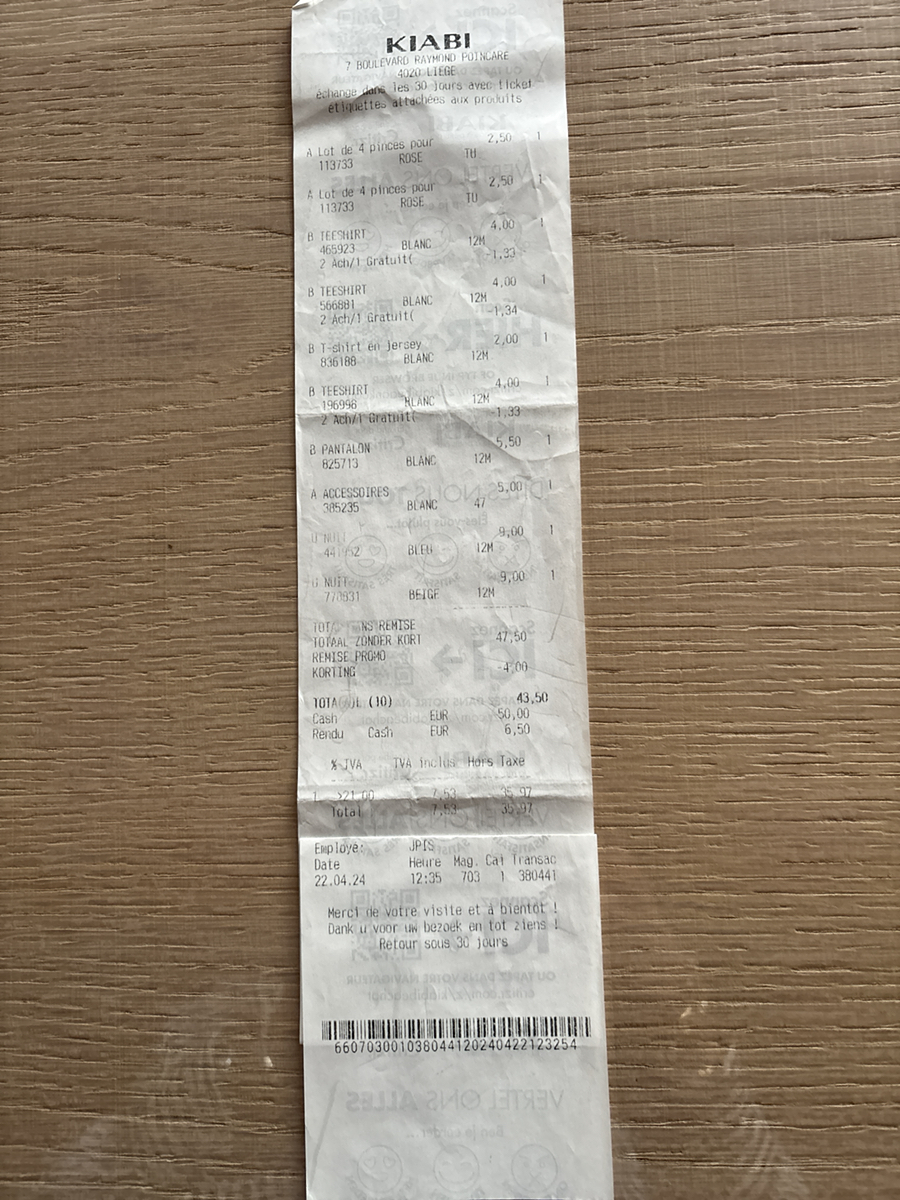 KIABI
7 BOULEVARD RAYMOND POINCARE
4020 LIEGE
échange dans les 30 jours avec ticket
étiquettes attachées aux produits
A Lot de 4 pinces pour 2,50 1
113733 ROSE TU
A Lot de 4 pinces pour 2,50 1
113733 ROSE TU
B TEESHIRT 4,00 1
465923 BLANC 12M
2 Ach/1 Gratuit( -1,33
B TEESHIRT 4,00 1
566881 BLANC 12M
2 Ach/1 Gratuit( -1,34
B T-shirt en jersey 2,00 1
836188 BLANC 12M
B TEESHIRT 4,00 1
196998 BLANC 12M
2 Ach/1 Gratuit( -1,33
B PANTALON 5,50 1
825713 BLANC 12M
A ACCESSOIRES 5,00 1
385235 BLANC 47
NUIT 9,00 1
BLEU 12M
NUIT 9,00 1
BEIGE 12M
REMISE
TOTAAL ZONDER KORT 47,50
REMISE PROMO
KORTING -4,00
(10) 43,50
Cash EUR 50,00
Rendu Cash EUR 6,50
% TVA TVA inclus Hors Taxe
21,00 7,53 35,97
Total 7,53 35,97
Employé: JPIS
Date Heure Mag. Cai Transac
22.04.24 12:35 703 1 380441
Merci de votre visite et à bientôt !
Dank u voor uw bezoek en tot ziens !
Retour sous 30 jours
6607030010380441202404221​23254